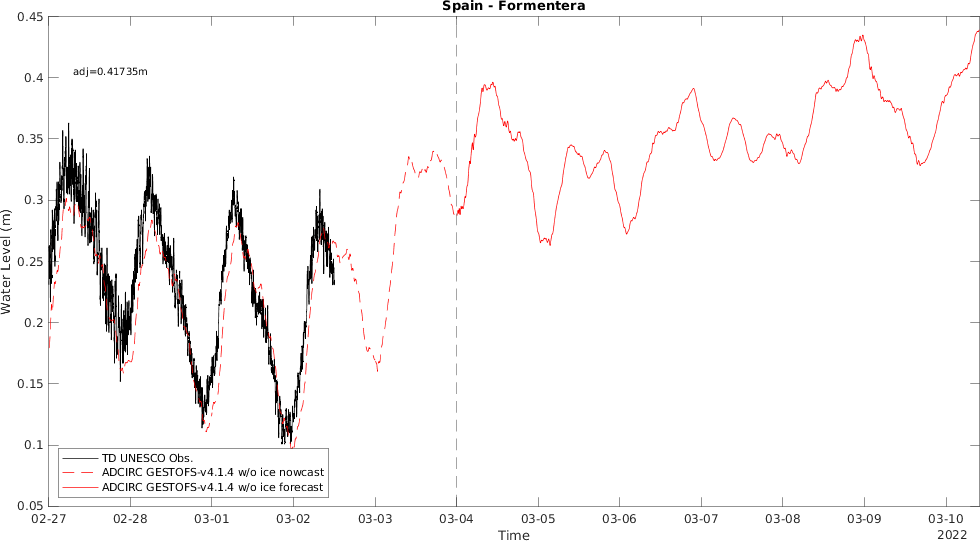 Spain - Formentera
0.45
0.4
0.35
0.3
0.25
0.2
0.15
0.1
0.05
Water Level (m)
adj=0.41735m
TD UNESCO Obs.
ADCIRC GESTOFS-v4.1.4 w/o ice nowcast
ADCIRC GESTOFS-v4.1.4 w/o ice forecast
02-27 02-28 03-01 03-02 03-03 03-04 03-05 03-06 03-07 03-08 03-09 03-10
Time
2022